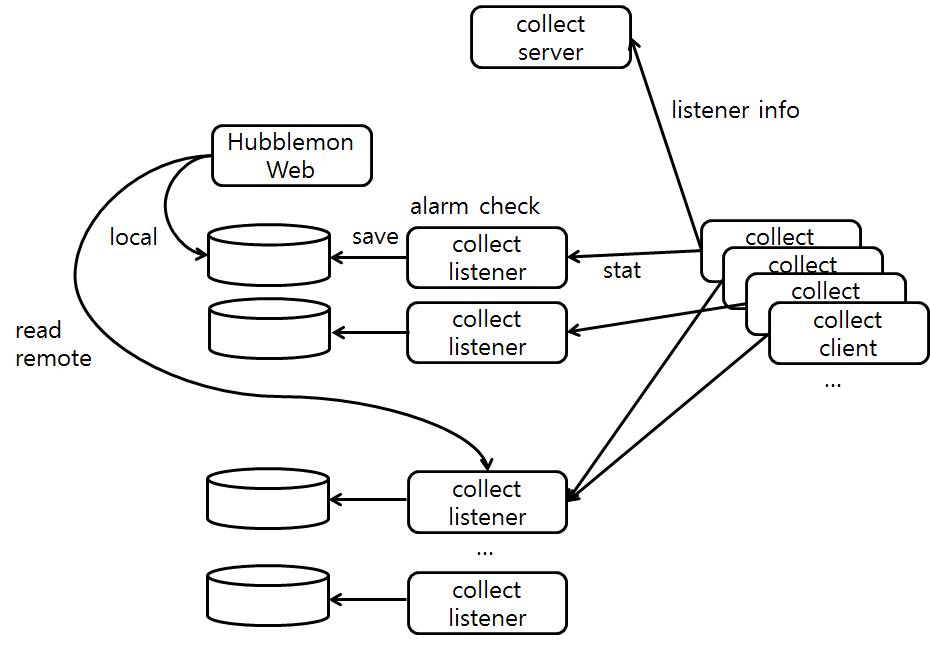 collect
server
listener info
Hubblemon
Web
alarm check
local
save
collect
listener
stat
collect
collect
collect
collect
client
...
read
remote
collect
listener
collect
listener
...
collect
listener